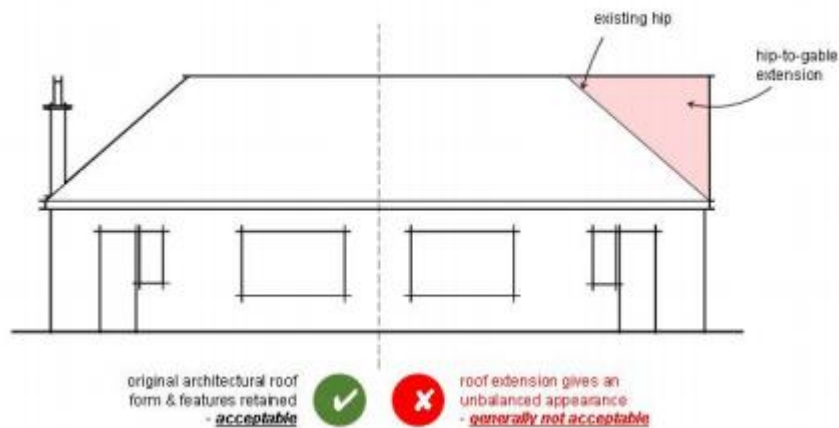 existing hip
hip-to-gable
extension
original architectural roof
form & features retained
- acceptable
roof extension gives an
unbalanced appearance
- generally not acceptable